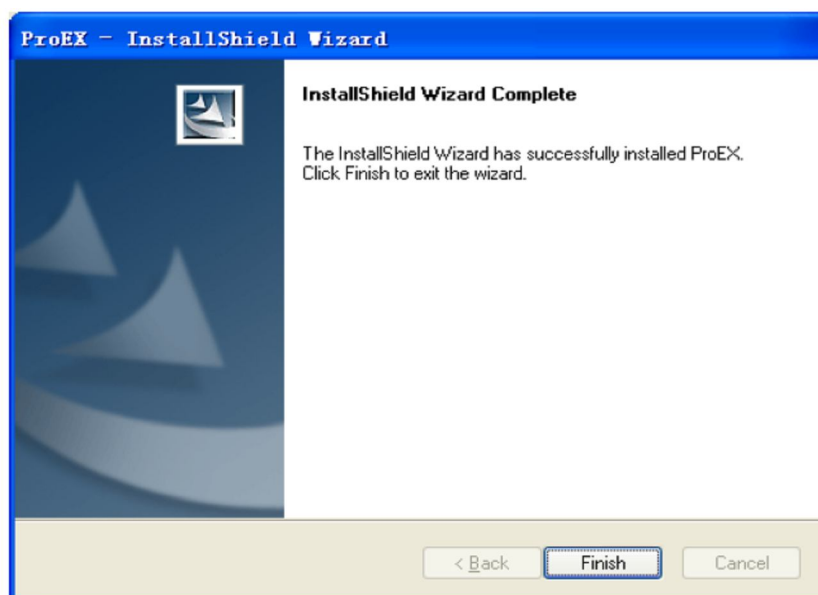 ProEX - InstallShield Wizard
InstallShield Wizard Complete
The InstallShield Wizard has successfully installed ProEX.
Click Finish to exit the wizard.
< Back
Finish
Cancel